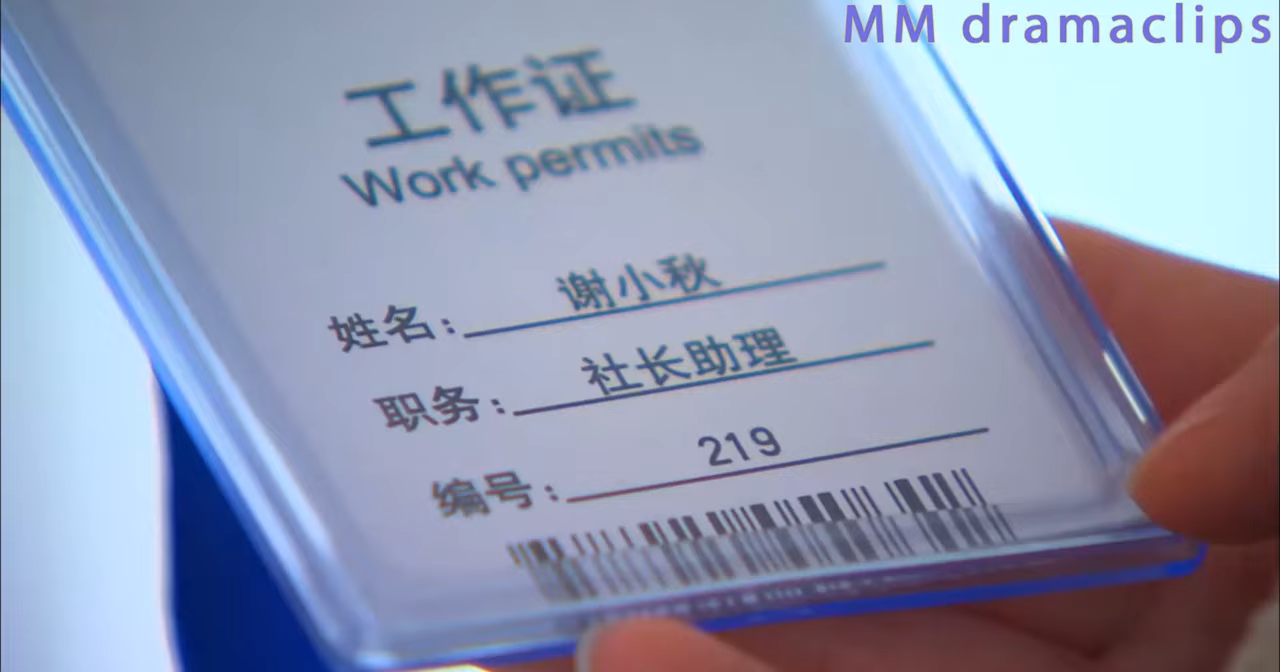 MM dramaclips
工作证
Work permits
姓名: 谢小秋
职务: 社长助理
编号: 219